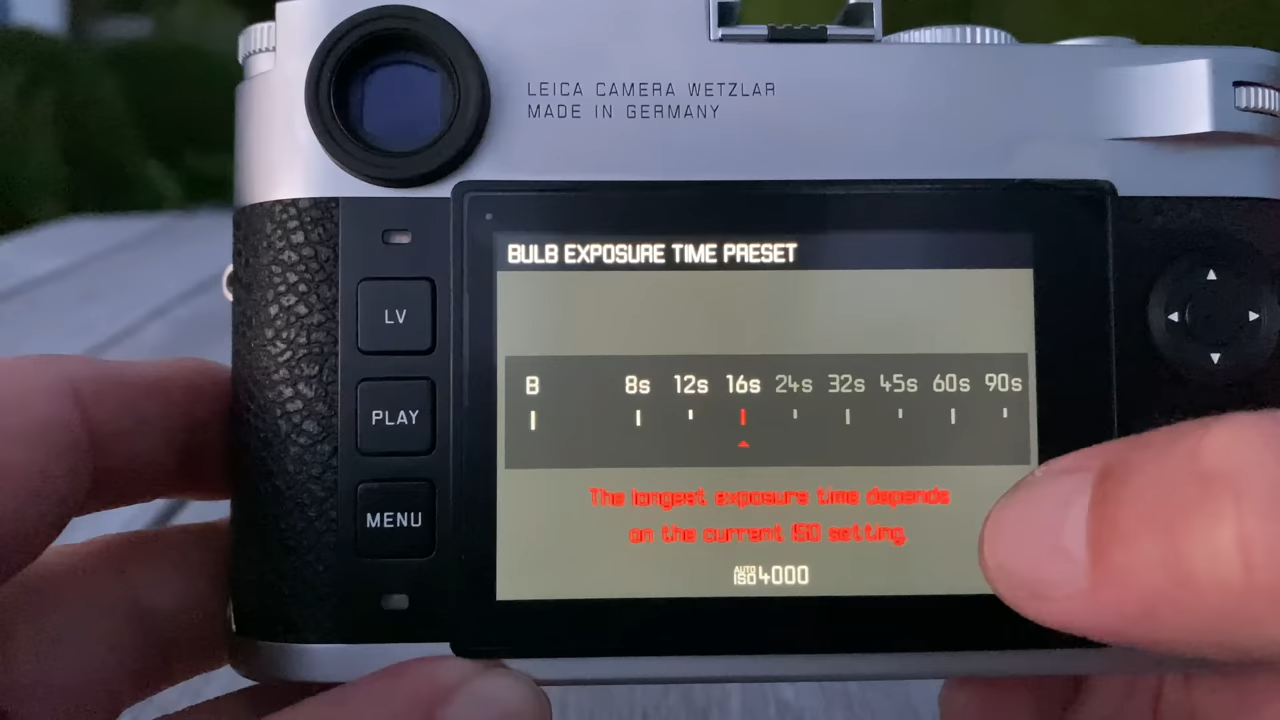 LEICA CAMERA WETZLAR
MADE IN GERMANY
BULB EXPOSURE TIME PRESET
LV
B 8s 12s 16s 24s 32s 45s 60s 90s
PLAY
The longest exposure time depends
on the current ISO setting.
MENU
AUTO ISO 4000